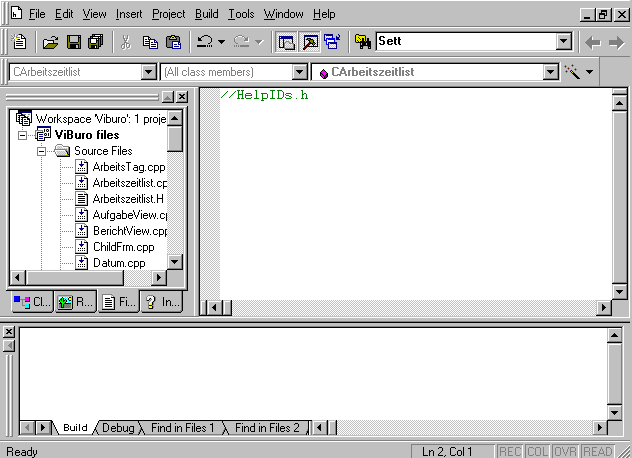 File Edit View Insert Project Build Tools Window Help
Sett
CArbeitszeitlist (All class members) CArbeitszeitlist
Workspace 'Viburo': 1 proje
ViBuro files
Source Files
ArbeitsTag.cpp
Arbeitszeitlist.cp
Arbeitszeitlist.H
AufgabeView.cp
BerichtView.cpp
ChildFrm.cpp
Datum.cpp
Cl... R... Fi... In...
//HelpIDs.h
Build Debug Find in Files 1 Find in Files 2
Ready Ln 2, Col 1 REC COL OVR READ